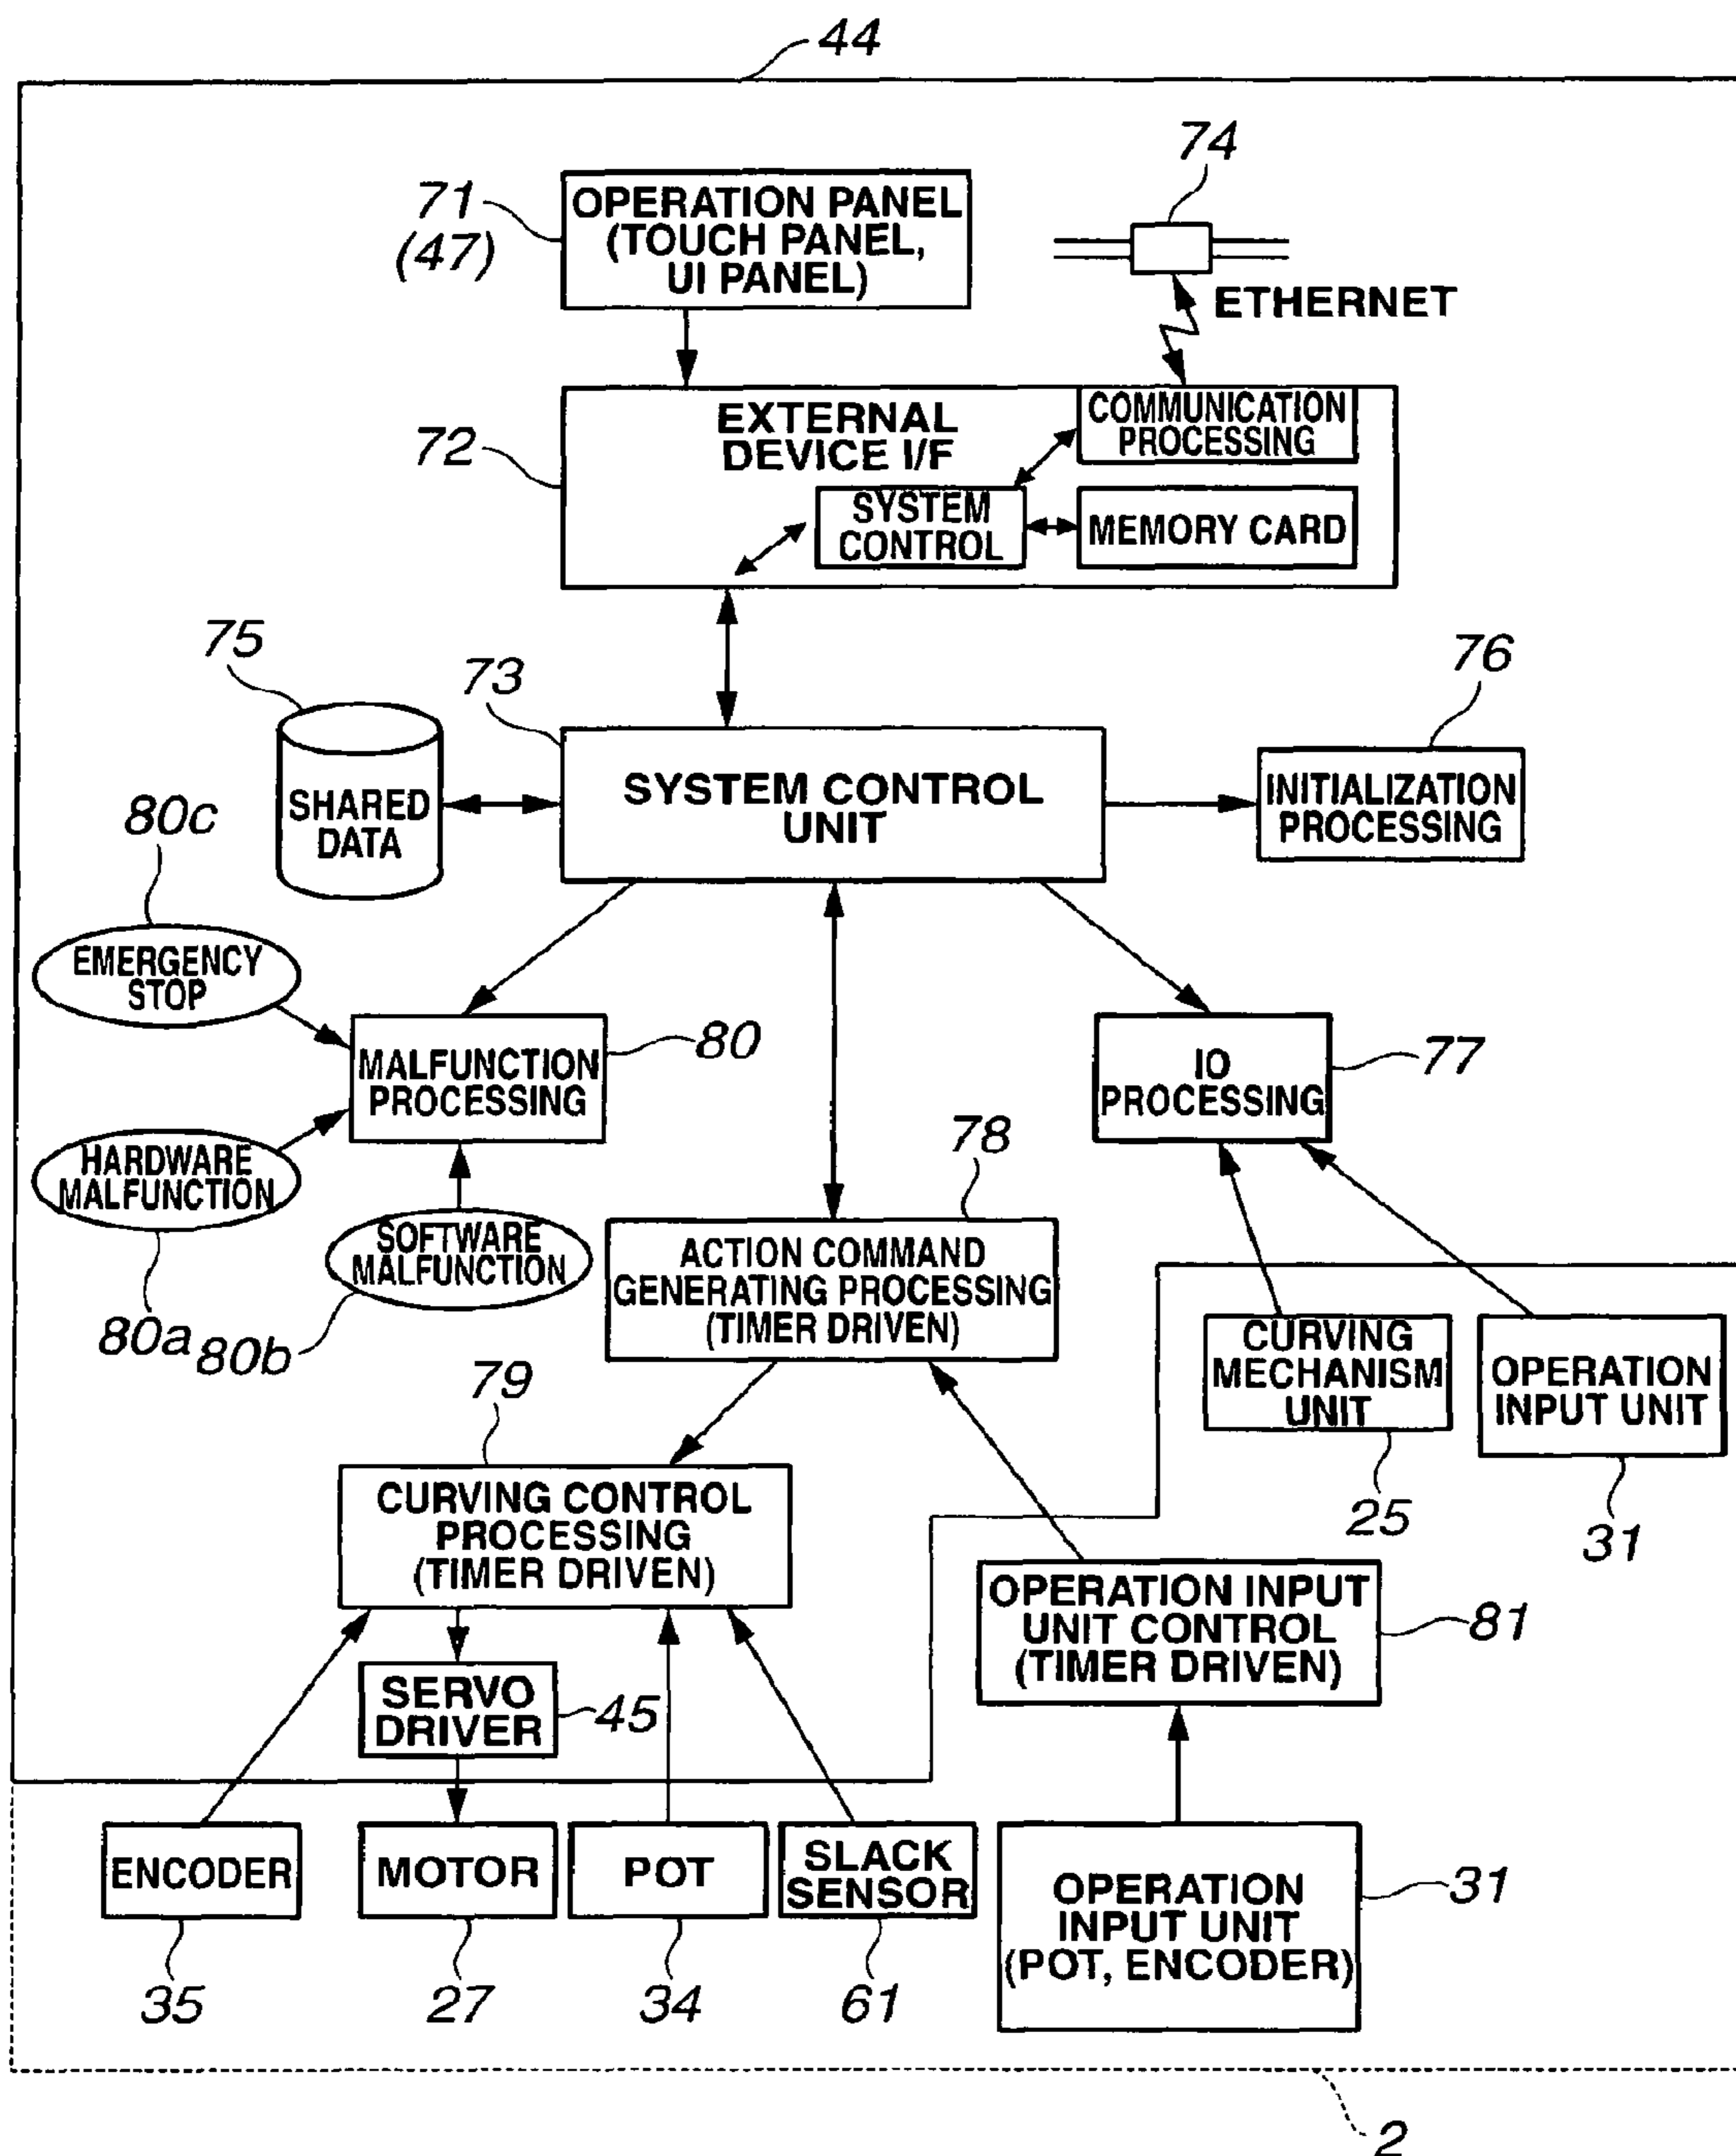 44
74
71
(47)
OPERATION PANEL
(TOUCH PANEL,
UI PANEL)
ETHERNET
72
EXTERNAL
DEVICE I/F
COMMUNICATION
PROCESSING
SYSTEM
CONTROL
MEMORY CARD
75
73
76
SHARED
DATA
SYSTEM CONTROL
UNIT
INITIALIZATION
PROCESSING
80c
EMERGENCY
STOP
MALFUNCTION
PROCESSING
80
IO
PROCESSING
77
HARDWARE
MALFUNCTION
80a
SOFTWARE
MALFUNCTION
80b
78
ACTION COMMAND
GENERATING PROCESSING
(TIMER DRIVEN)
CURVING
MECHANISM
UNIT
25
OPERATION
INPUT UNIT
31
79
CURVING CONTROL
PROCESSING
(TIMER DRIVEN)
OPERATION INPUT
UNIT CONTROL
(TIMER DRIVEN)
81
SERVO
DRIVER
45
ENCODER
35
MOTOR
27
POT
34
SLACK
SENSOR
61
OPERATION
INPUT UNIT
(POT, ENCODER)
31
2